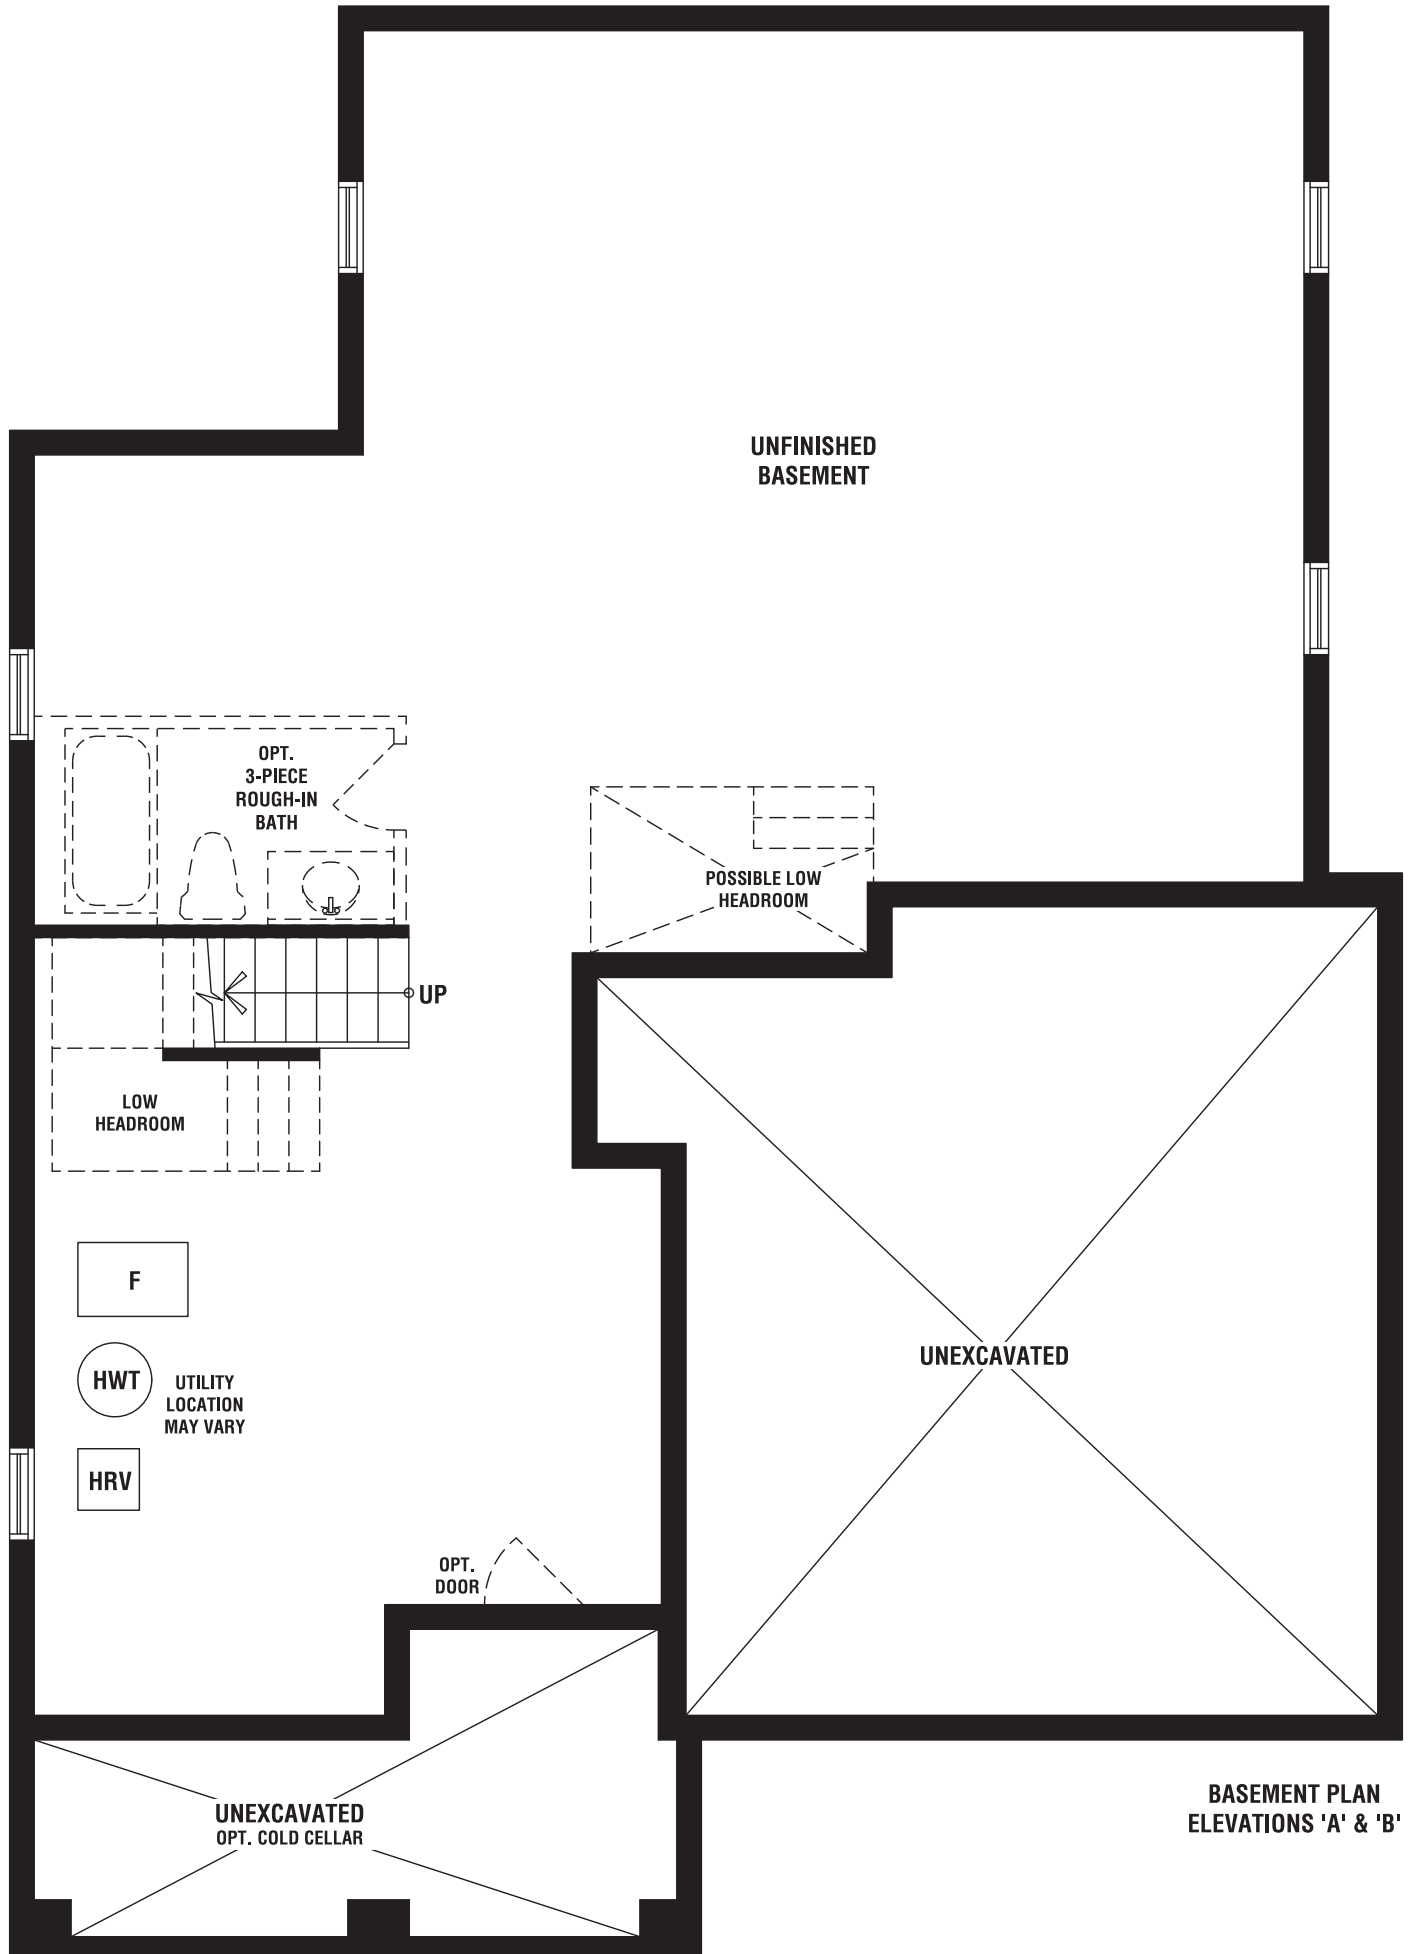 UNFINISHED
BASEMENT
OPT.
3-PIECE
ROUGH-IN
BATH
POSSIBLE LOW
HEADROOM
UP
LOW
HEADROOM
F
HWT
UTILITY
LOCATION
MAY VARY
HRV
UNEXCAVATED
OPT.
DOOR
UNEXCAVATED
OPT. COLD CELLAR
BASEMENT PLAN
ELEVATIONS 'A' & 'B'